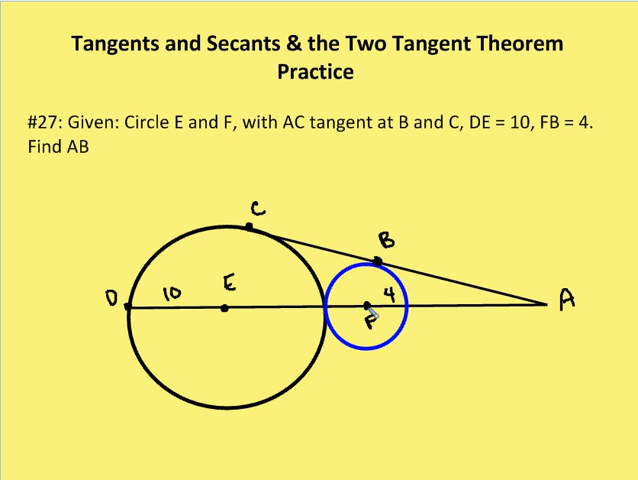 Tangents and Secants & the Two Tangent Theorem
Practice
#27: Given: Circle E and F, with AC tangent at B and C, DE = 10, FB = 4.
Find AB
C
B
D
10
E
4
A
F